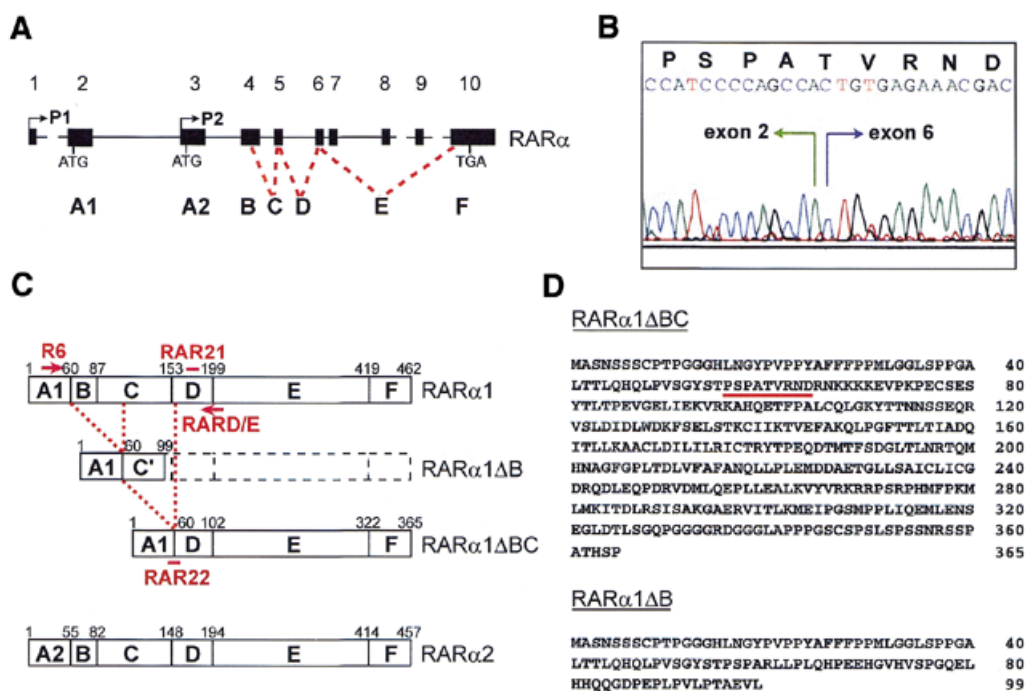 A
1 2 3 4 5 6 7 8 9 10
P1 P2 RARα
ATG ATG TGA
A1 A2 B C D E F
B
P S P A T V R N D
CCATCCCCAGCCACTGTGAGAAACGAC
exon 2 exon 6
C
R6 RAR21
1 60 87 153 199 419 462
A1 B C D E F RARα1
RARD/E
1 60 99
A1 C' RARα1ΔB
1 60 102 322 365
A1 D E F RARα1ΔBC
RAR22
1 55 82 148 194 414 457
A2 B C D E F RARα2
D
RARα1ΔBC
MASNSSSCPTPGGGHLNGYPVPPYAFFFPPMLGGLSPPGA 40
LTTLQHQLPVSGYSTPSPATVRNDRNKKKKEVPKPECSES 80
YTLTPEVGELIEKVRKAHQETFPALCQLGKYTTNNSSEQR 120
VSLDIDLWDKFSELSTKCIIKTVEFAKQLPGFTTLTIADQ 160
ITLLKAACLDILILRICTRYTPEQDTMTFSDGLTLNRTQM 200
HNAGFGPLTDLVFAFANQLLPLEMDDAETGLLSAICLICG 240
DRQDLEQPDRVDMLQEPLLEALKVYVRKRRPSRPHMFPKM 280
LMKITDLRSISAKGAERVITLKMEIPGSMPPLIQEMLENS 320
EGLDTLSGQPGGGGRDGGGLAPPPGSCSPSLSPSSNRSSP 360
ATHSP 365
RARα1ΔB
MASNSSSCPTPGGGHLNGYPVPPYAFFFPPMLGGLSPPGA 40
LTTLQHQLPVSGYSTPSPARLLPLQHPEEHGVHVSPGQEL 80
HHQQGDPEPLPVLPTAEVL 99